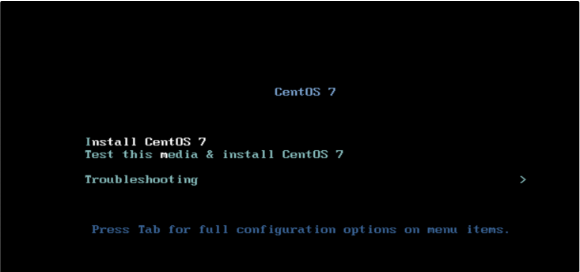 CentOS 7
Install CentOS 7
Test this media & install CentOS 7
Troubleshooting >
Press Tab for full configuration options on menu items.